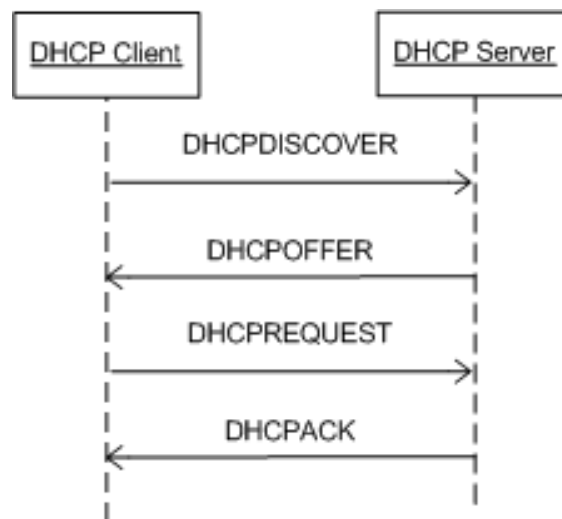 DHCP Client
DHCP Server
DHCPDISCOVER
DHCPOFFER
DHCPREQUEST
DHCPACK